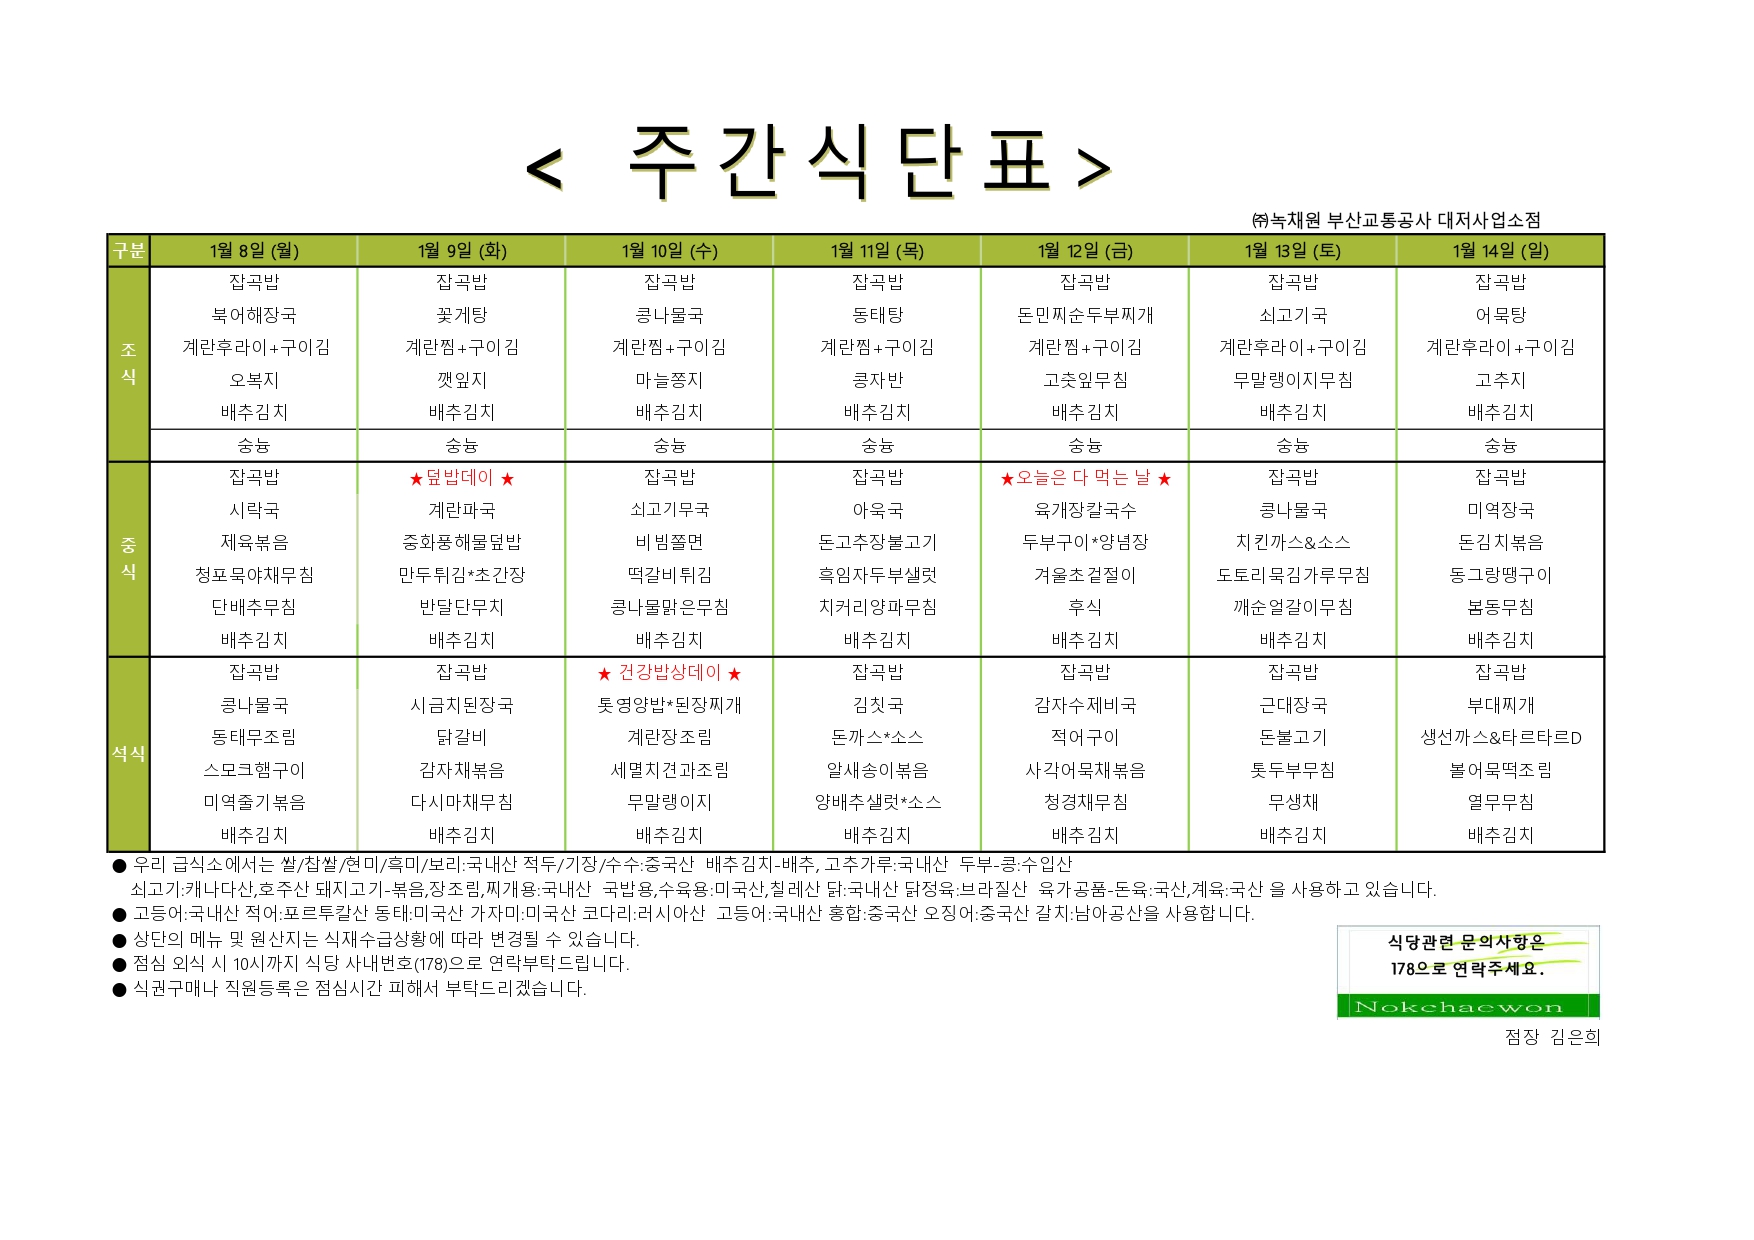 < 주간식단표>
㈜녹채원 부산교통공사 대저사업소점
구분 1월 8일 (월) 1월 9일 (화) 1월 10일 (수) 1월 11일 (목) 1월 12일 (금) 1월 13일 (토) 1월 14일 (일)
조식
잡곡밥 잡곡밥 잡곡밥 잡곡밥 잡곡밥 잡곡밥 잡곡밥
북어해장국 꽃게탕 콩나물국 동태탕 돈민찌순두부찌개 쇠고기국 어묵탕
계란후라이+구이김 계란찜+구이김 계란찜+구이김 계란찜+구이김 계란찜+구이김 계란후라이+구이김 계란후라이+구이김
오복지 깻잎지 마늘쫑지 콩자반 고춧잎무침 무말랭이지무침 고추지
배추김치 배추김치 배추김치 배추김치 배추김치 배추김치 배추김치
숭늉 숭늉 숭늉 숭늉 숭늉 숭늉 숭늉
중식
잡곡밥 ★덮밥데이 ★ 잡곡밥 잡곡밥 ★오늘은 다 먹는 날 ★ 잡곡밥 잡곡밥
시락국 계란파국 쇠고기무국 아욱국 육개장칼국수 콩나물국 미역장국
제육볶음 중화풍해물덮밥 비빔쫄면 돈고추장불고기 두부구이*양념장 치킨까스&소스 돈김치볶음
청포묵야채무침 만두튀김*초간장 떡갈비튀김 흑임자두부샐럿 겨울초겉절이 도토리묵김가루무침 동그랑땡구이
단배추무침 반달단무치 콩나물맑은무침 치커리양파무침 후식 깨순얼갈이무침 봄동무침
배추김치 배추김치 배추김치 배추김치 배추김치 배추김치 배추김치
석식
잡곡밥 잡곡밥 ★ 건강밥상데이 ★ 잡곡밥 잡곡밥 잡곡밥 잡곡밥
콩나물국 시금치된장국 톳영양밥*된장찌개 김칫국 감자수제비국 근대장국 부대찌개
동태무조림 닭갈비 계란장조림 돈까스*소스 적어구이 돈불고기 생선까스&타르타르D
스모크햄구이 감자채볶음 세멸치견과조림 알새송이볶음 사각어묵채볶음 톳두부무침 볼어묵떡조림
미역줄기볶음 다시마채무침 무말랭이지 양배추샐럿*소스 청경채무침 무생채 열무무침
배추김치 배추김치 배추김치 배추김치 배추김치 배추김치 배추김치
● 우리 급식소에서는 쌀/찹쌀/현미/흑미/보리:국내산 적두/기장/수수:중국산 배추김치-배추, 고추가루:국내산 두부-콩:수입산
쇠고기:캐나다산,호주산 돼지고기-볶음,장조림,찌개용:국내산 국밥용,수육용:미국산,칠레산 닭:국내산 닭정육:브라질산 육가공품-돈육:국산,계육:국산 을 사용하고 있습니다.
● 고등어:국내산 적어:포르투칼산 동태:미국산 가자미:미국산 코다리:러시아산 고등어:국내산 홍합:중국산 오징어:중국산 갈치:남아공산을 사용합니다.
● 상단의 메뉴 및 원산지는 식재수급상황에 따라 변경될 수 있습니다.
● 점심 외식 시 10시까지 식당 사내번호(178)으로 연락부탁드립니다.
● 식권구매나 직원등록은 점심시간 피해서 부탁드리겠습니다.
식당관련 문의사항은
178으로 연락주세요.
Nokchaewon
점장 김은희